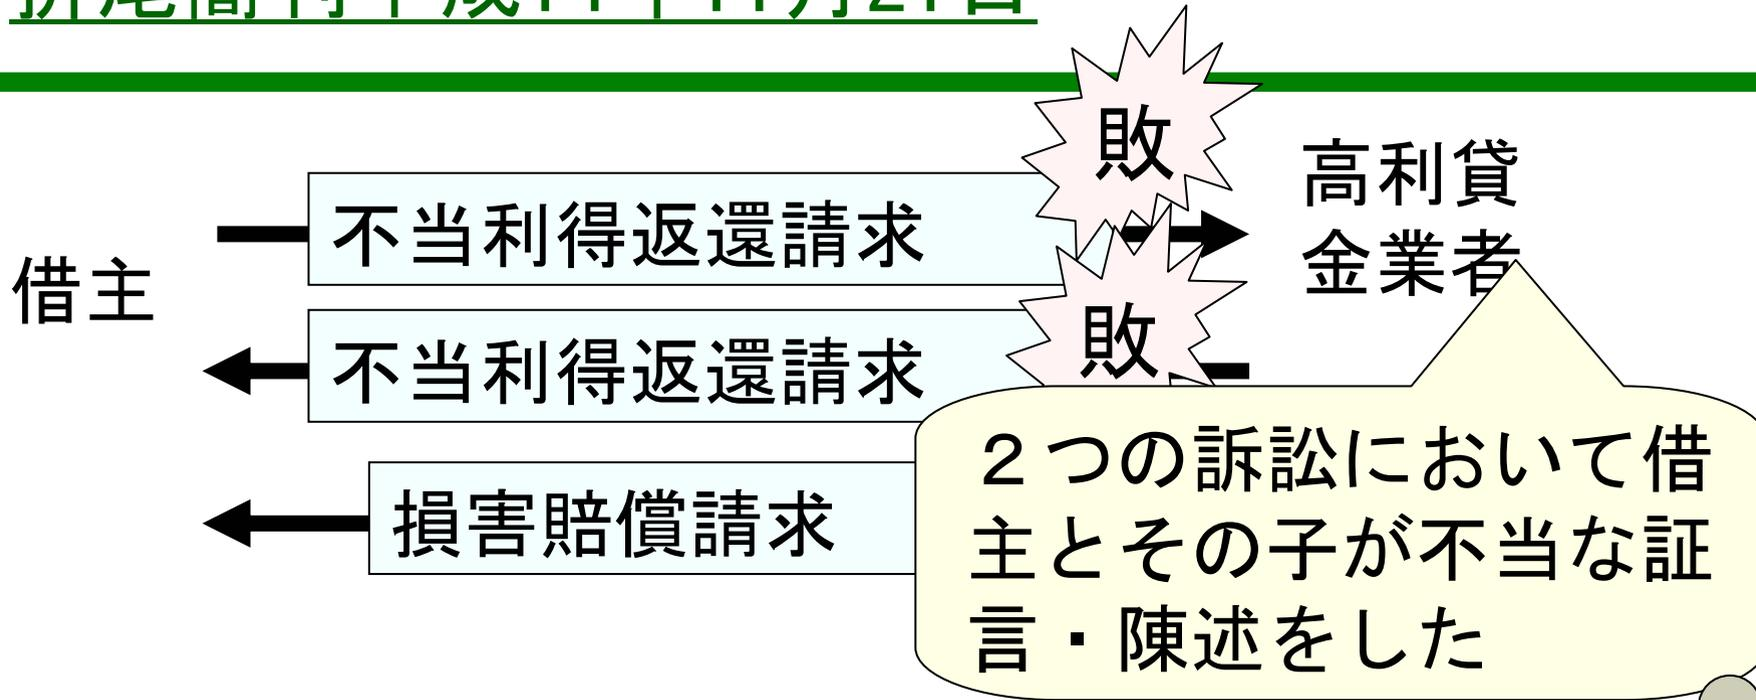 敗
高利貸
金業者
不当利得返還請求
借主
敗
不当利得返還請求
損害賠償請求
２つの訴訟において借
主とその子が不当な証
言・陳述をした